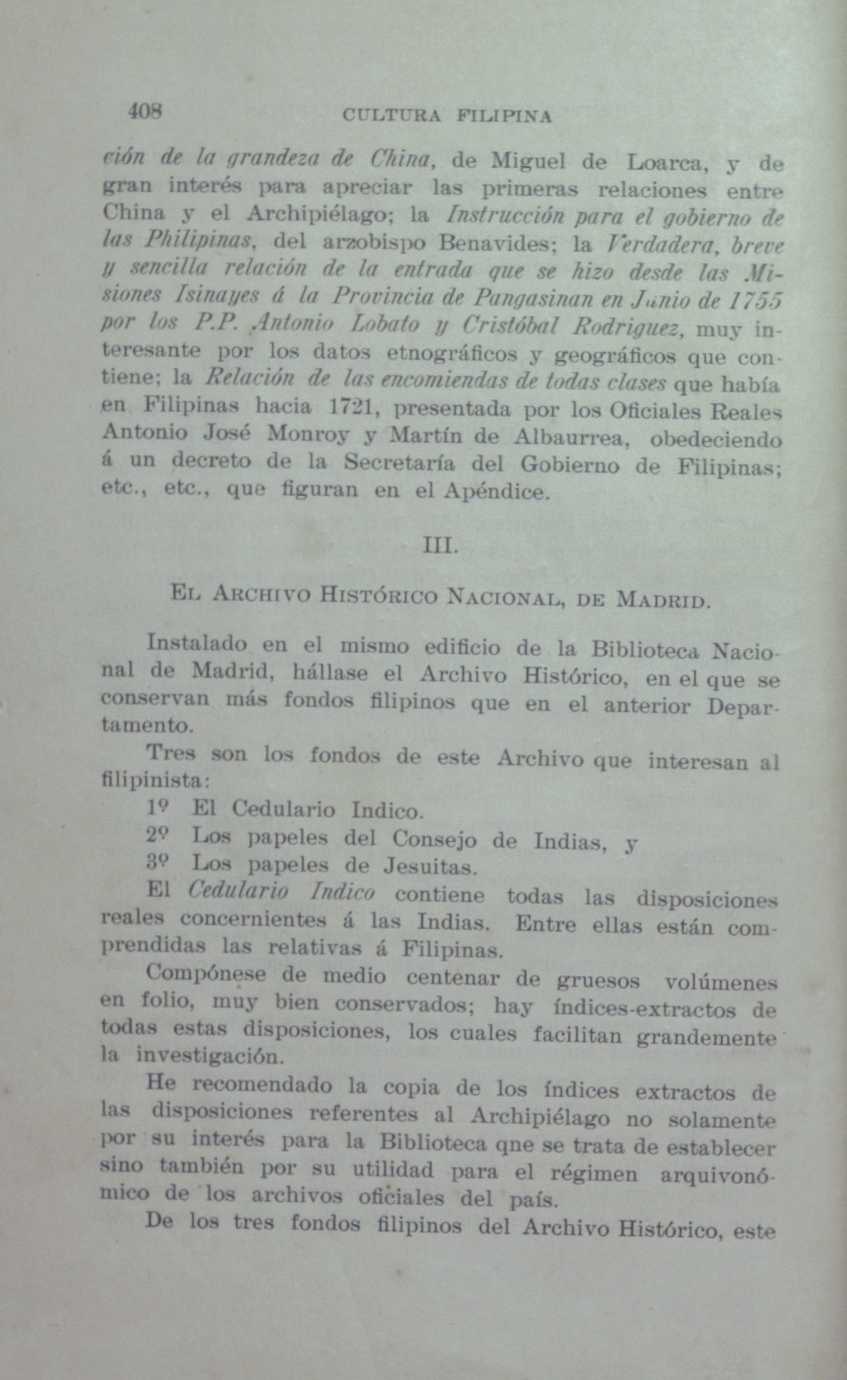 408 CULTURA FILIPINA
ción de la grandeza de China, de Miguel de Loarca, y de
gran interés para apreciar las primeras relaciones entre
China y el Archipiélago; la Instrucción para el gobierno de
las Philipinas, del arzobispo Benavides; la Verdadera, breve
y sencilla relación de la entrada que se hizo desde las Mi-
siones Isinayes á la Provincia de Pangasinan en Junio de 1755
por los P.P. Antonio Lobato y Cristóbal Rodriguez, muy in-
teresante por los datos etnográficos y geográficos que con-
tiene; la Relación de las encomiendas de todas clases que había
en Filipinas hacia 1721, presentada por los Oficiales Reales
Antonio José Monroy y Martín de Albaurrea, obedeciendo
á un decreto de la Secretaría del Gobierno de Filipinas;
etc., etc., que figuran en el Apéndice.
III.
El Archivo Histórico Nacional, de Madrid.
Instalado en el mismo edificio de la Biblioteca Nacio-
nal de Madrid, hállase el Archivo Histórico, en el que se
conservan más fondos filipinos que en el anterior Depar-
tamento.
Tres son los fondos de este Archivo que interesan al
filipinista:
1º El Cedulario Indico.
2º Los papeles del Consejo de Indias, y
3º Los papeles de Jesuitas.
El Cedulario Indico contiene todas las disposiciones
reales concernientes á las Indias. Entre ellas están com-
prendidas las relativas á Filipinas.
Compónese de medio centenar de gruesos volúmenes
en folio, muy bien conservados; hay índices-extractos de
todas estas disposiciones, los cuales facilitan grandemente
la investigación.
He recomendado la copia de los índices extractos de
las disposiciones referentes al Archipiélago no solamente
por su interés para la Biblioteca qne se trata de establecer
sino también por su utilidad para el régimen arquivonó-
mico de los archivos oficiales del país.
De los tres fondos filipinos del Archivo Histórico, este